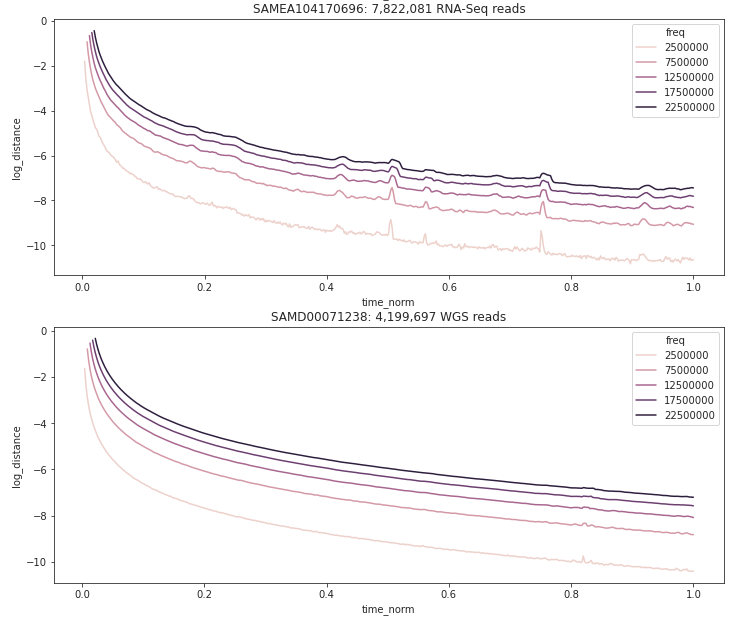 SAMEA104170696: 7,822,081 RNA-Seq reads
0
−2
−4
−6
−8
−10
log_distance
freq
2500000
7500000
12500000
17500000
22500000
0.0 0.2 0.4 0.6 0.8 1.0
time_norm
SAMD00071238: 4,199,697 WGS reads
0
−2
−4
−6
−8
−10
log_distance
freq
2500000
7500000
12500000
17500000
22500000
0.0 0.2 0.4 0.6 0.8 1.0
time_norm